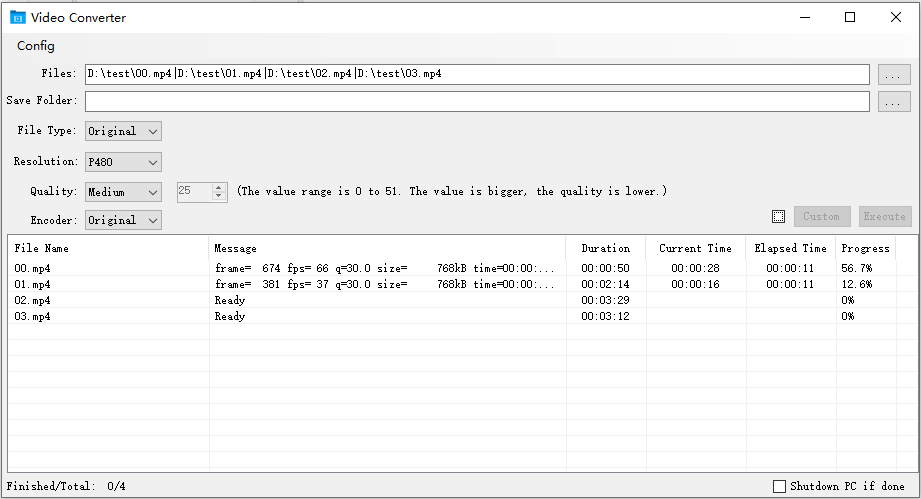 Video Converter
Config
Files: D:\test\00.mp4|D:\test\01.mp4|D:\test\02.mp4|D:\test\03.mp4 ...
Save Folder: ...
File Type: Original
Resolution: P480
Quality: Medium 25 (The value range is 0 to 51. The value is bigger, the quality is lower.)
Encoder: Original Custom Execute
File Name Message Duration Current Time Elapsed Time Progress
00.mp4 frame= 674 fps= 66 q=30.0 size= 768kB time=00:00:... 00:00:50 00:00:28 00:00:11 56.7%
01.mp4 frame= 381 fps= 37 q=30.0 size= 768kB time=00:00:... 00:02:14 00:00:16 00:00:11 12.6%
02.mp4 Ready 00:03:29 0%
03.mp4 Ready 00:03:12 0%
Finished/Total: 0/4 Shutdown PC if done